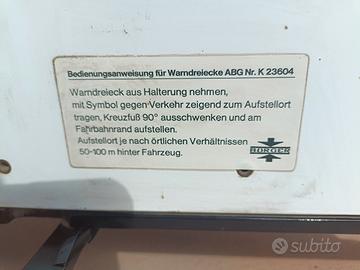 Bedienungsanweisung für Warndreiecke ABG Nr. K 23604
Warndreieck aus Halterung nehmen,
mit Symbol gegen Verkehr zeigend zum Aufstellort
tragen, Kreuzfuß 90° ausschwenken und am
Fahrbahnrand aufstellen.
Aufstellort je nach örtlichen Verhältnissen
50-100 m hinter Fahrzeug.
BURGER
subito